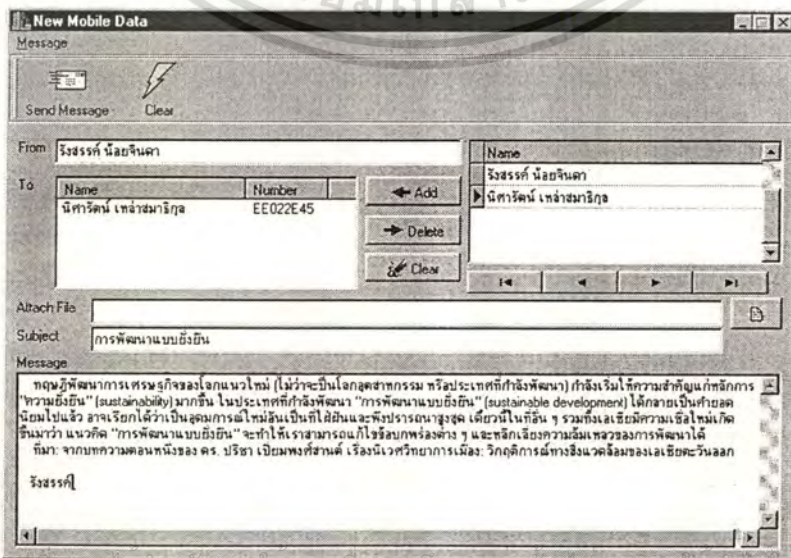 New Mobile Data
Message
Send Message Clear
From รังสรรค์ น้อยจินดา
To
Name Number
นิศารัตน์ เหล่าสมาธิกุล EE022E45
Add
Delete
Clear
Name
รังสรรค์ น้อยจินดา
นิศารัตน์ เหล่าสมาธิกุล
Attach File
Subject การพัฒนาแบบยั่งยืน
Message
ทฤษฎีพัฒนาการเศรษฐกิจของโลกแนวใหม่ (ไม่ว่าจะป็นโลกอุตสาหกรรม หรือประเทศที่กำลังพัฒนา) กำลังเริ่มให้ความสำคัญแก่หลักการ
"ความยั่งยืน" (sustainability) มากขึ้น ในประเทศที่กำลังพัฒนา "การพัฒนาแบบยั่งยืน" (sustainable development) ได้กลายเป็นคำยอด
นิยมไปแล้ว อาจเรียกได้ว่าเป็นอุดมการณ์ใหม่อันเป็นที่ใฝ่ฝันและพึงปรารถนาสูงสุด เดี๋ยวนี้ในที่อื่น ๆ รวมทั้งเอเชียมีความเชื่อใหม่เกิด
ขึ้นมาว่า แนวคิด "การพัฒนาแบบยั่งยืน" จะทำให้เราสามารถแก้ไขข้อบกพร่องต่าง ๆ และหลีกเลี่ยงความล้มเหลวของการพัฒนาได้
ที่มา: จากบทความตอนหนึ่งของ ดร. ปรีชา เปี่ยมพงศ์สานต์ เรื่องนิเวศวิทยาการเมือง: วิกฤติการณ์ทางสิ่งแวดล้อมของเอเชียตะวันออก
รังสรรค์